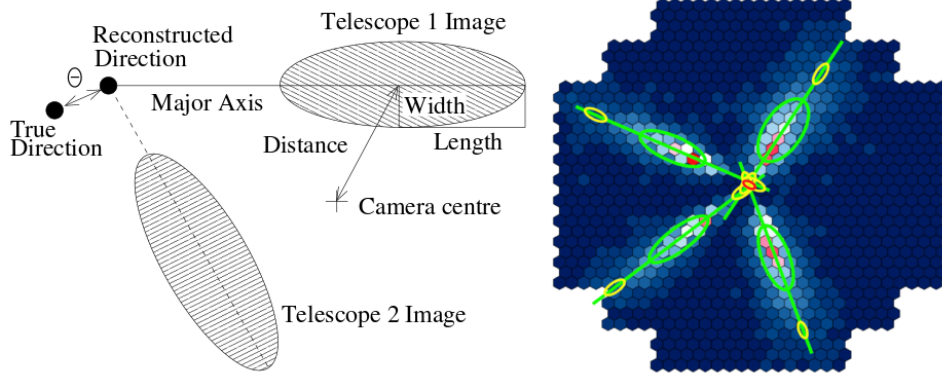 Telescope 1 Image
Reconstructed
Direction
Θ
Major Axis
Width
True
Direction
Distance
Length
Camera centre
Telescope 2 Image